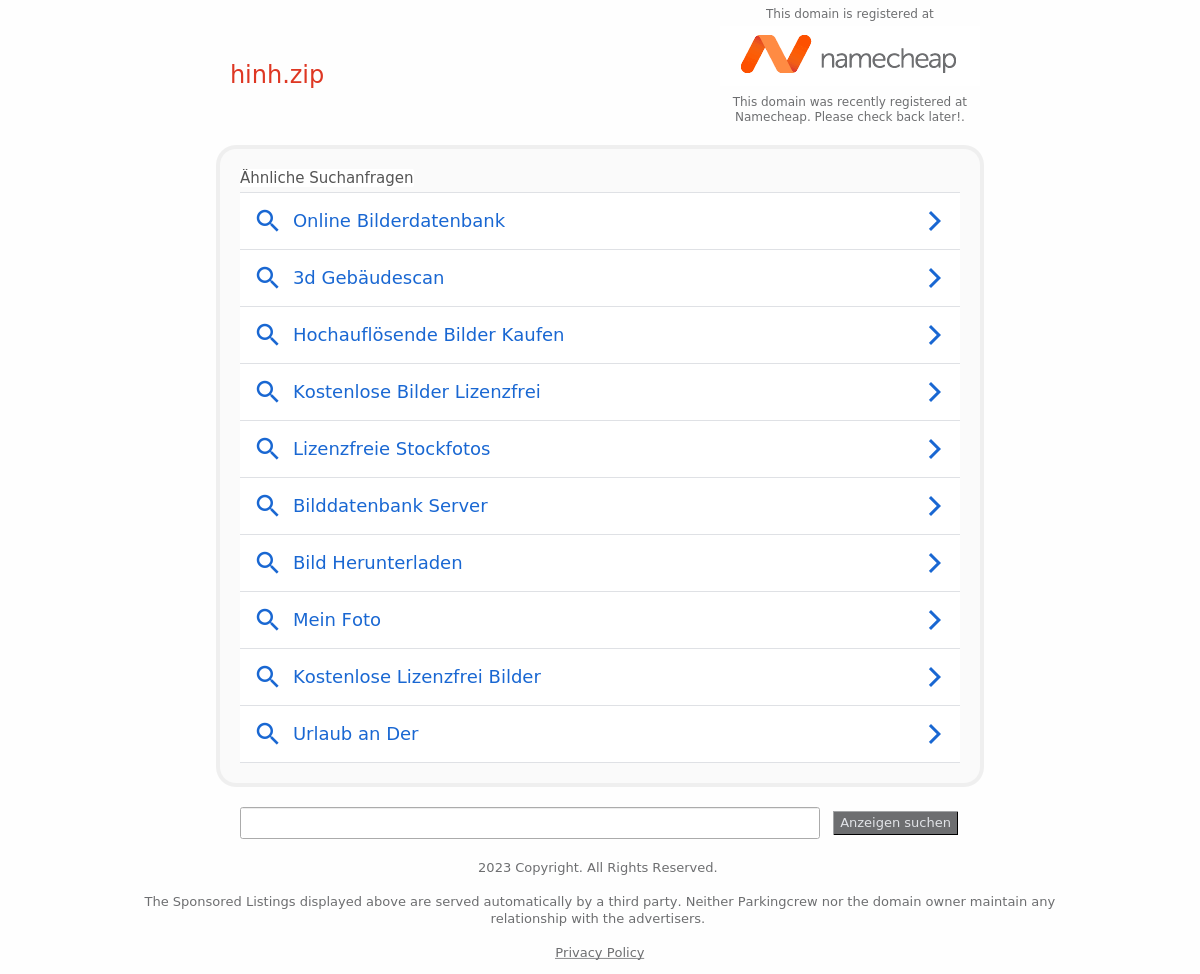 This domain is registered at
namecheap
hinh.zip
This domain was recently registered at
Namecheap. Please check back later!.
Ähnliche Suchanfragen
Online Bilderdatenbank
3d Gebäudescan
Hochauflösende Bilder Kaufen
Kostenlose Bilder Lizenzfrei
Lizenzfreie Stockfotos
Bilddatenbank Server
Bild Herunterladen
Mein Foto
Kostenlose Lizenzfrei Bilder
Urlaub an Der
Anzeigen suchen
2023 Copyright. All Rights Reserved.
The Sponsored Listings displayed above are served automatically by a third party. Neither Parkingcrew nor the domain owner maintain any
relationship with the advertisers.
Privacy Policy